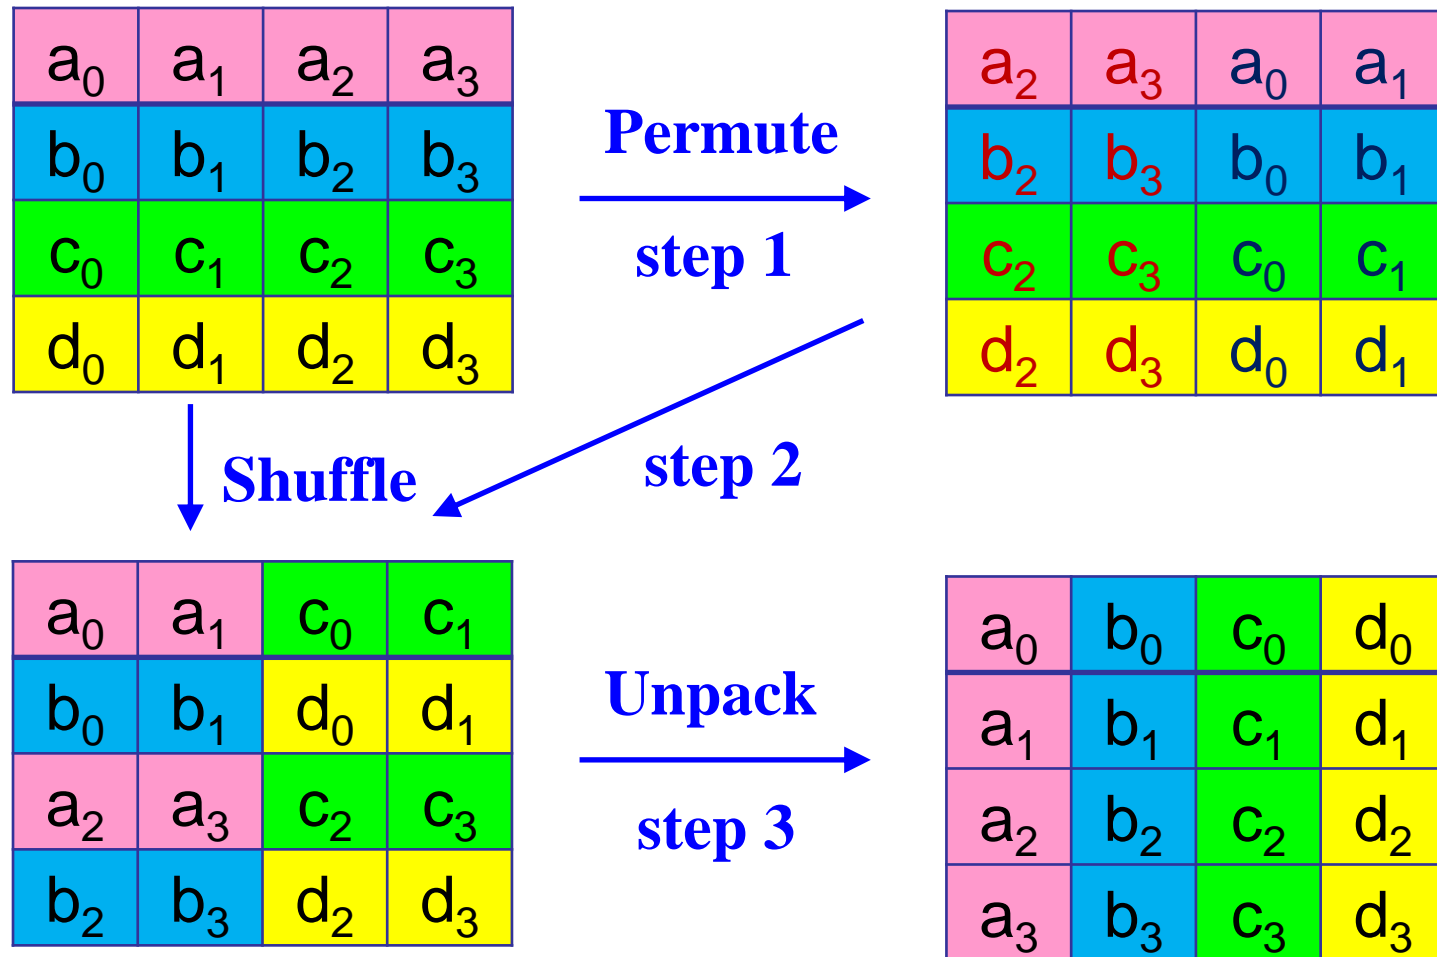 a₀ a₁ a₂ a₃
b₀ b₁ b₂ b₃
c₀ c₁ c₂ c₃
d₀ d₁ d₂ d₃
Permute
step 1
a₂ a₃ a₀ a₁
b₂ b₃ b₀ b₁
c₂ c₃ c₀ c₁
d₂ d₃ d₀ d₁
Shuffle
step 2
a₀ a₁ c₀ c₁
b₀ b₁ d₀ d₁
a₂ a₃ c₂ c₃
b₂ b₃ d₂ d₃
Unpack
step 3
a₀ b₀ c₀ d₀
a₁ b₁ c₁ d₁
a₂ b₂ c₂ d₂
a₃ b₃ c₃ d₃